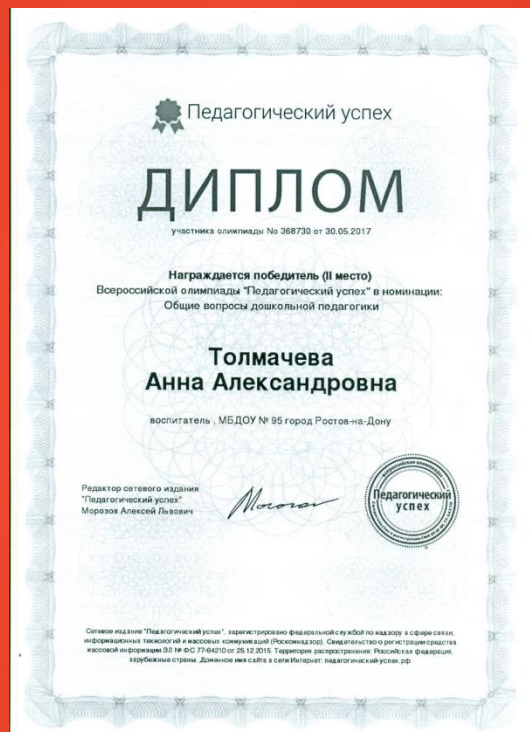 Педагогический успех
ДИПЛОМ
участника олимпиады No 368730 от 30.05.2017
Награждается победитель (II место)
Всероссийской олимпиады "Педагогический успех" в номинации:
Общие вопросы дошкольной педагогики
Толмачева
Анна Александровна
воспитатель , МБДОУ № 95 город Ростов-на-Дону
Редактор сетевого издания
"Педагогический успех"
Морозов Алексей Львович
Педагогический
успех
Сетевое издание "Педагогический успех", зарегистрировано федеральной службой по надзору в сфере связи,
информационных технологий и массовых коммуникаций (Роскомнадзор). Свидетельство о регистрации средства
массовой информации ЭЛ № ФС 77-64210 от 25.12.2015. Территория распространения: Российская федерация,
зарубежные страны. Доменное имя сайта в сети Интернет: педагогический-успех.рф